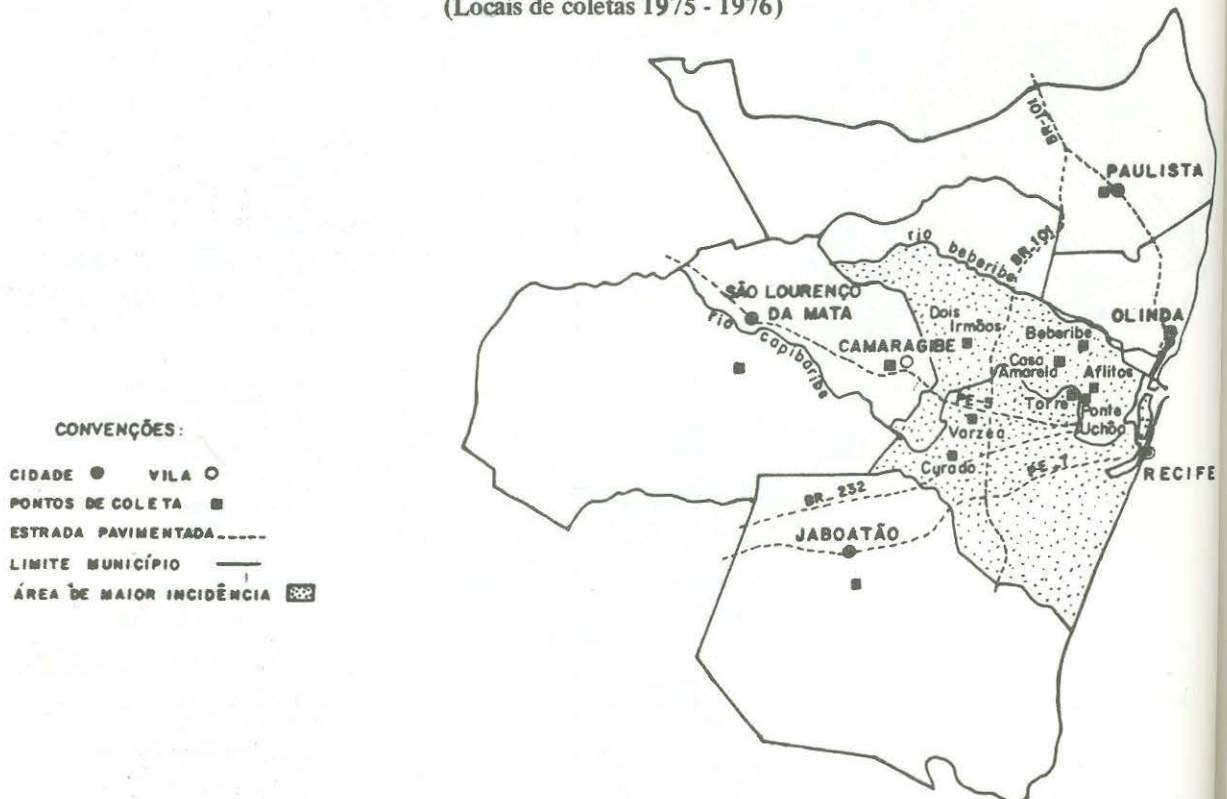 (Locais de coletas 1975 - 1976)
BR-101
PAULISTA
rio beberibe
BR-101
SÃO LOURENÇO
DA MATA
rio capibaribe
CAMARAGIBE
Dois
Irmãos
Beberibe
OLINDA
Casa
Amarela
Aflitos
Torre
Ponte
Uchôa
PE-5
Varzea
Curado
PE-7
RECIFE
BR-232
JABOATÃO
CONVENÇÕES:
CIDADE VILA
PONTOS DE COLETA
ESTRADA PAVIMENTADA
LIMITE MUNICÍPIO
ÁREA DE MAIOR INCIDÊNCIA